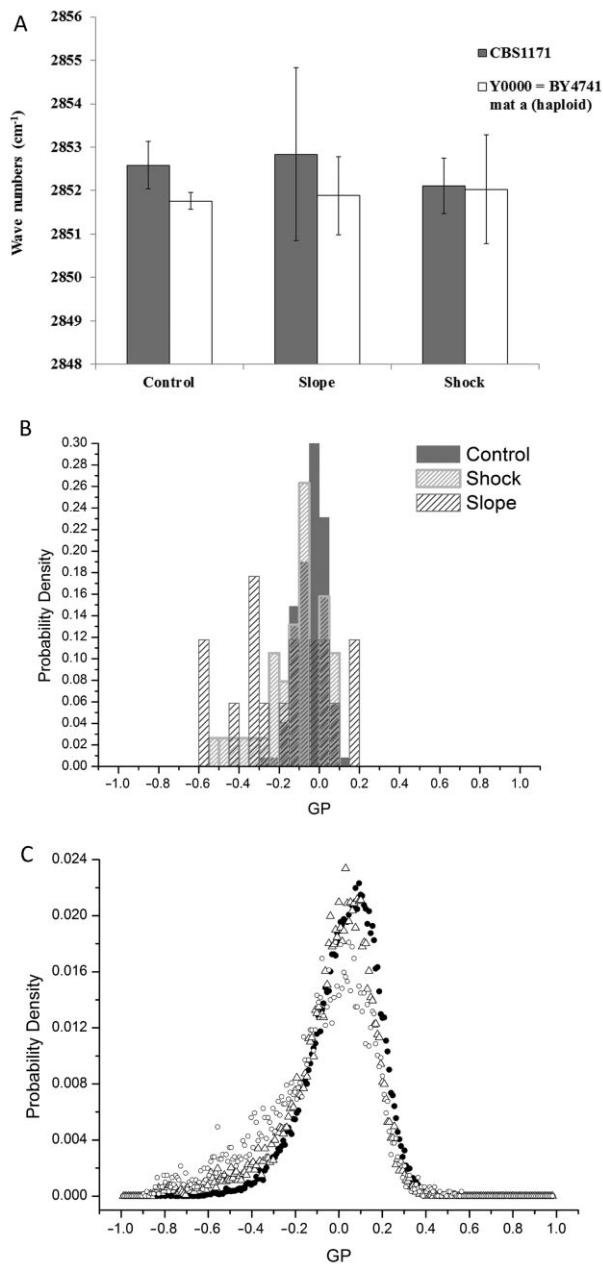 A
2856
2855
2854
2853
2852
2851
2850
2849
2848
Wave numbers (cm-1)
CBS1171
Y0000 = BY4741
mat a (haploid)
Control Slope Shock
B
0.30
0.28
0.26
0.24
0.22
0.20
0.18
0.16
0.14
0.12
0.10
0.08
0.06
0.04
0.02
0.00
Probability Density
Control
Shock
Slope
−1.0 −0.8 −0.6 −0.4 −0.2 0.0 0.2 0.4 0.6 0.8 1.0
GP
C
0.024
0.020
0.016
0.012
0.008
0.004
0.000
Probability Density
−1.0 −0.8 −0.6 −0.4 −0.2 0.0 0.2 0.4 0.6 0.8 1.0
GP